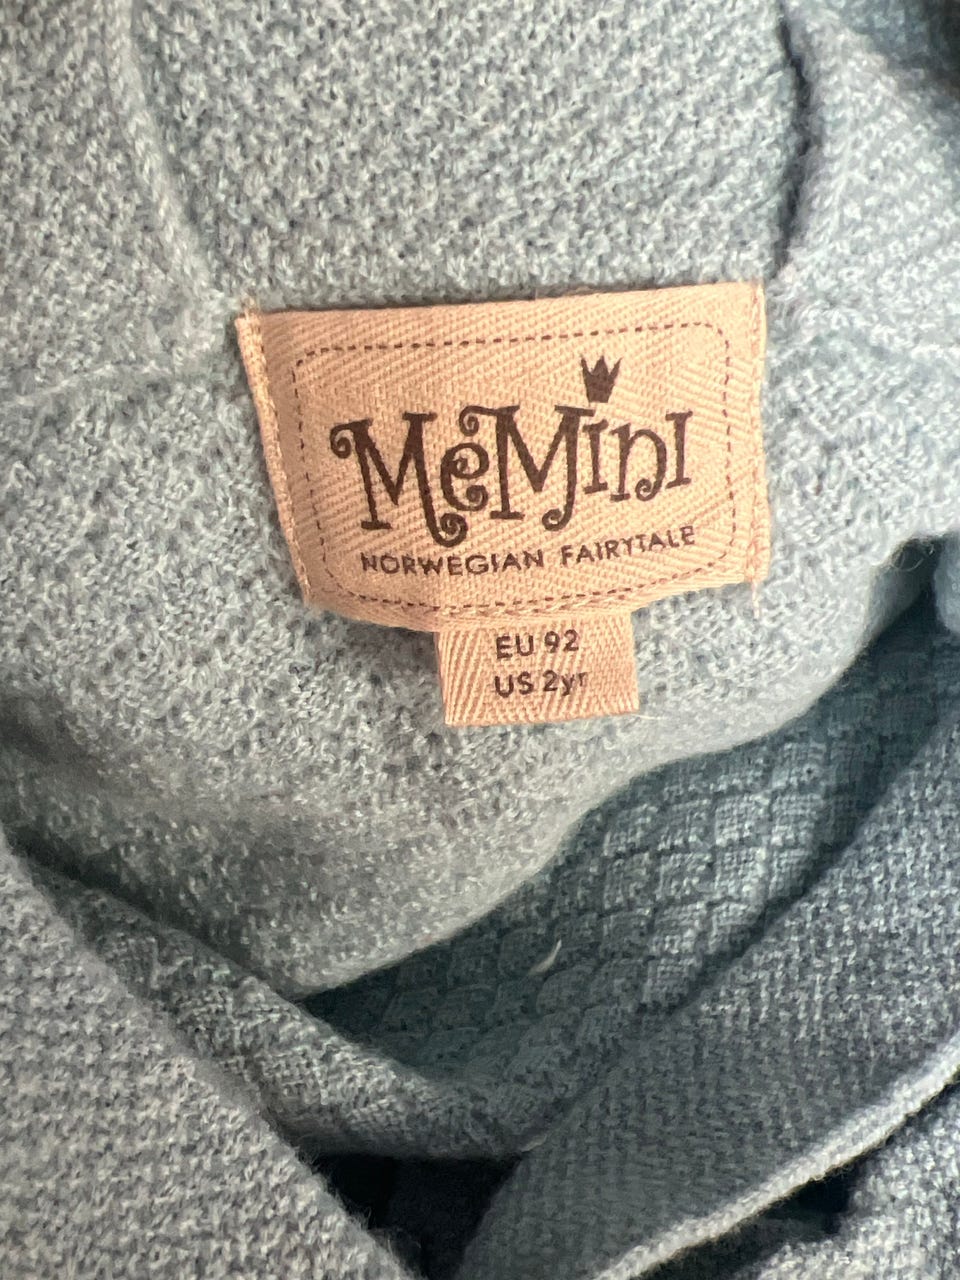 MeMini
NORWEGIAN FAIRYTALE
EU 92
US 2yr